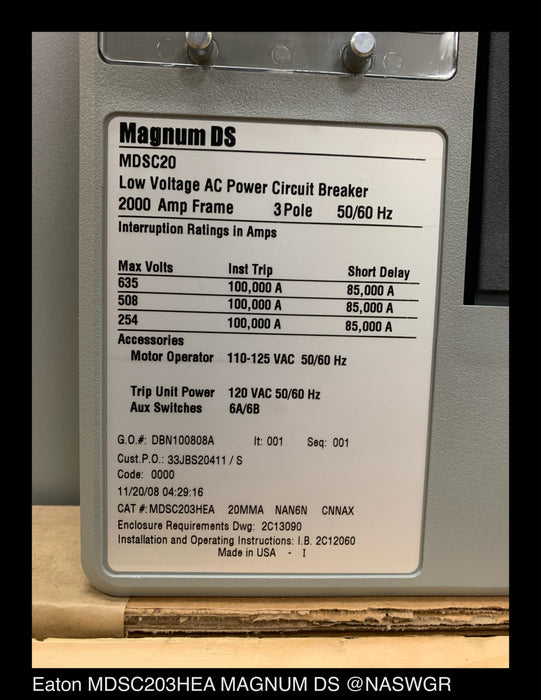 Magnum DS
MDSC20
Low Voltage AC Power Circuit Breaker
2000 Amp Frame 3 Pole 50/60 Hz
Interruption Ratings in Amps
Max Volts Inst Trip Short Delay
635 100,000 A 85,000 A
508 100,000 A 85,000 A
254 100,000 A 85,000 A
Accessories
Motor Operator 110-125 VAC 50/60 Hz
Trip Unit Power 120 VAC 50/60 Hz
Aux Switches 6A/6B
G.O.#: DBN100808A It: 001 Seq: 001
Cust.P.O.: 33JBS20411 / S
Code: 0000
11/20/08 04:29:16
CAT #: MDSC203HEA 20MMA NAN6N CNNAX
Enclosure Requirements Dwg: 2C13090
Installation and Operating Instructions: I.B. 2C12060
Made in USA - I
Eaton MDSC203HEA MAGNUM DS @NASWGR